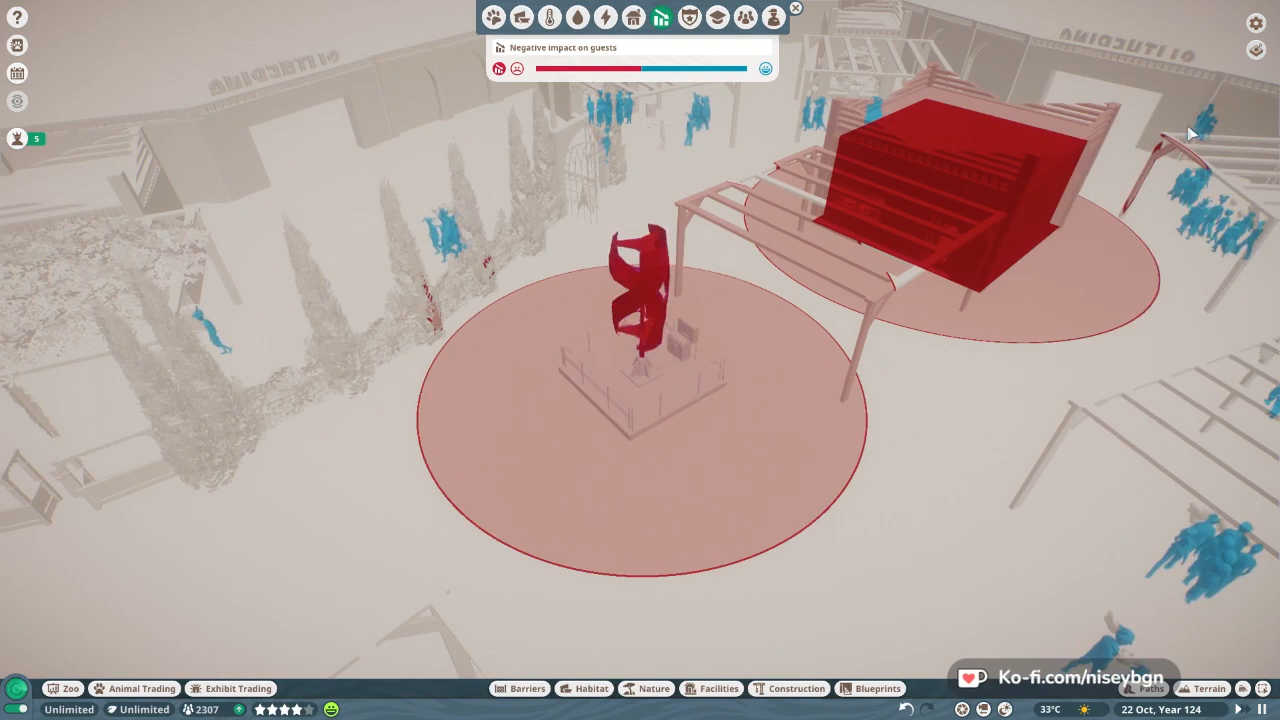 Negative impact on guests
5
Zoo
Animal Trading
Exhibit Trading
Barriers
Habitat
Nature
Facilities
Construction
Blueprints
Paths
Terrain
Ko-fi.com/niseybgn
Unlimited
Unlimited
2307
33°C
22 Oct, Year 124